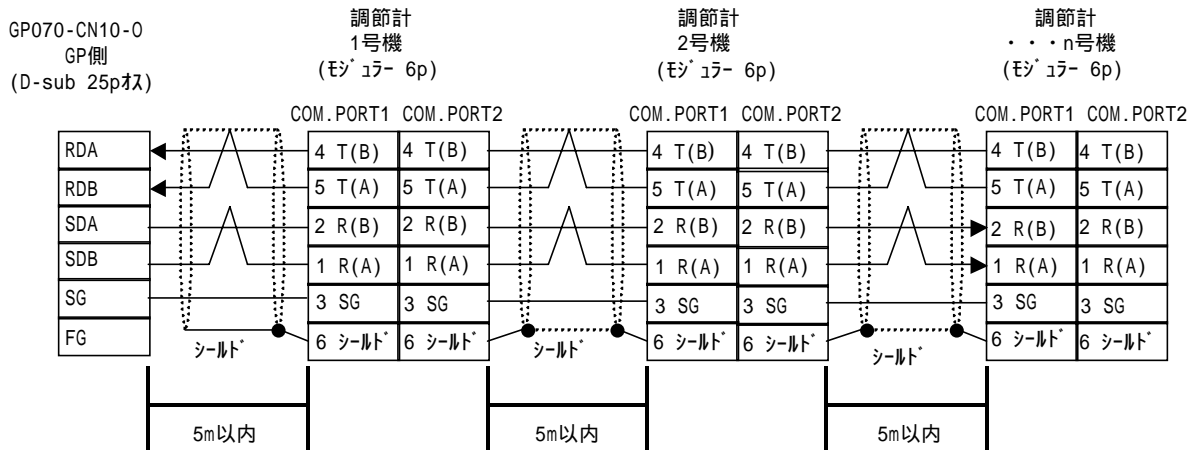 GP070-CN10-O
GP側
(D-sub 25pｵｽ)
調節計
1号機
(ﾓｼﾞｭﾗｰ 6p)
調節計
2号機
(ﾓｼﾞｭﾗｰ 6p)
調節計
・・・n号機
(ﾓｼﾞｭﾗｰ 6p)
COM.PORT1 COM.PORT2
COM.PORT1 COM.PORT2
COM.PORT1 COM.PORT2
RDA
4 T(B) 4 T(B)
4 T(B) 4 T(B)
4 T(B) 4 T(B)
RDB
5 T(A) 5 T(A)
5 T(A) 5 T(A)
5 T(A) 5 T(A)
SDA
2 R(B) 2 R(B)
2 R(B) 2 R(B)
2 R(B) 2 R(B)
SDB
1 R(A) 1 R(A)
1 R(A) 1 R(A)
1 R(A) 1 R(A)
SG
3 SG 3 SG
3 SG 3 SG
3 SG 3 SG
FG
ｼｰﾙﾄﾞ
6 ｼｰﾙﾄﾞ 6 ｼｰﾙﾄﾞ
ｼｰﾙﾄﾞ
6 ｼｰﾙﾄﾞ 6 ｼｰﾙﾄﾞ
ｼｰﾙﾄﾞ
6 ｼｰﾙﾄﾞ 6 ｼｰﾙﾄﾞ
5m以内
5m以内
5m以内